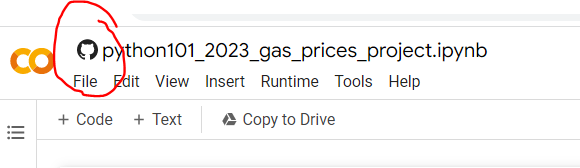 python101_2023_gas_prices_project.ipynb
File Edit View Insert Runtime Tools Help
+ Code + Text Copy to Drive